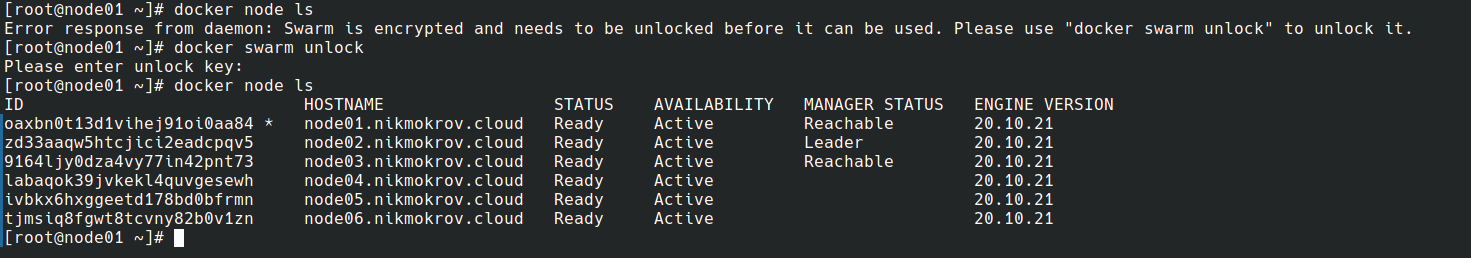 [root@node01 ~]# docker node ls
Error response from daemon: Swarm is encrypted and needs to be unlocked before it can be used. Please use "docker swarm unlock" to unlock it.
[root@node01 ~]# docker swarm unlock
Please enter unlock key:
[root@node01 ~]# docker node ls
ID                            HOSTNAME                 STATUS    AVAILABILITY   MANAGER STATUS   ENGINE VERSION
oaxbn0t13d1vihej91oi0aa84 *   node01.nikmokrov.cloud   Ready     Active         Reachable        20.10.21
zd33aaqw5htcjici2eadcpqv5     node02.nikmokrov.cloud   Ready     Active         Leader           20.10.21
9164ljy0dza4vy77in42pnt73     node03.nikmokrov.cloud   Ready     Active         Reachable        20.10.21
labaqok39jvkekl4quvgesewh     node04.nikmokrov.cloud   Ready     Active                          20.10.21
ivbkx6hxggeetd178bd0bfrmn     node05.nikmokrov.cloud   Ready     Active                          20.10.21
tjmsiq8fgwt8tcvny82b0v1zn     node06.nikmokrov.cloud   Ready     Active                          20.10.21
[root@node01 ~]#